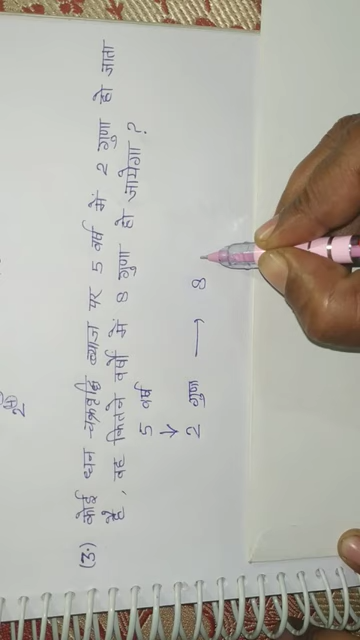 (3.) कोई धन चक्रवृद्धि ब्याज पर 5 वर्ष में 2 गुणा हो जाता
है, वह कितने वर्षों में 8 गुणा हो जायेगा ?
5 वर्ष
↓
2 गुणा ⟶ 8